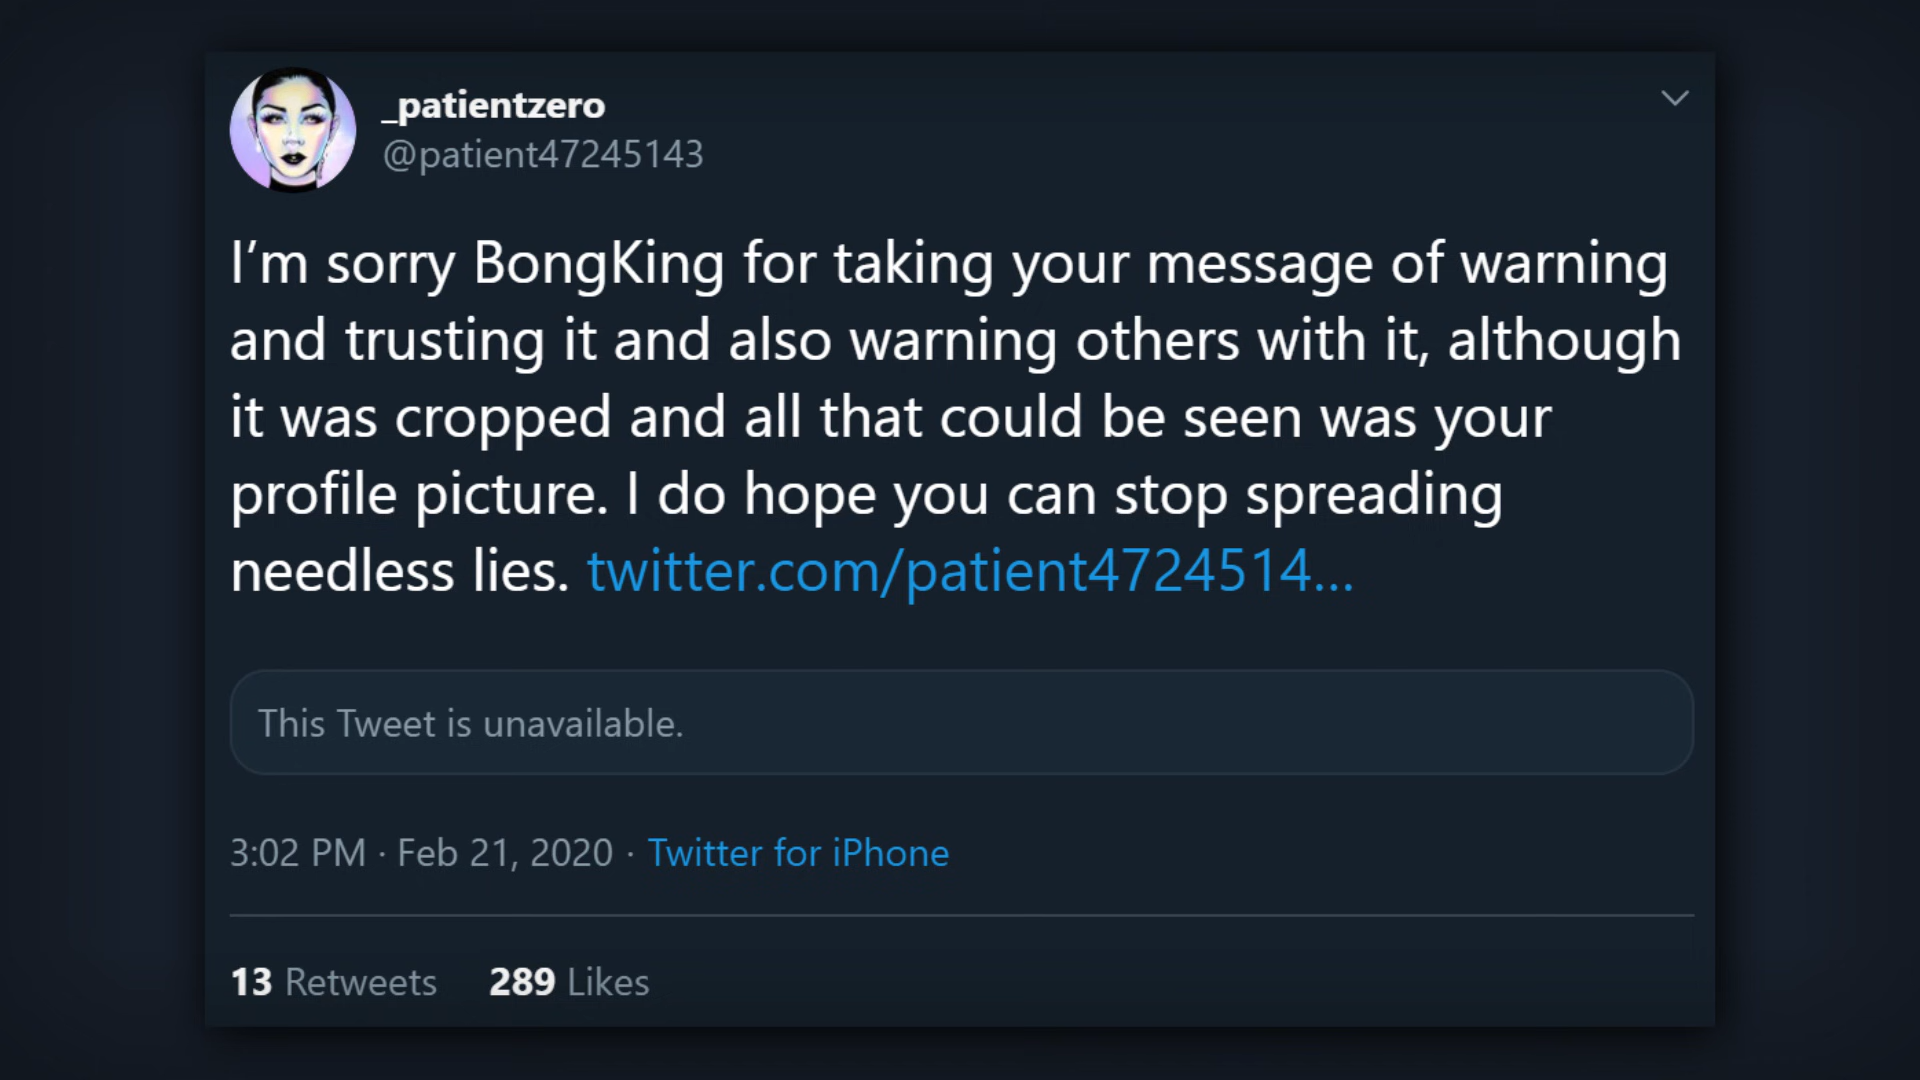 _patientzero
@patient47245143
I‘m sorry BongKing for taking your message of warning
and trusting it and also warning others with it, although
it was cropped and all that could be seen was your
profile picture. I do hope you can stop spreading
needless lies. twitter.com/patient4724514...
This Tweet is unavailable.
3:02 PM · Feb 21, 2020 · Twitter for iPhone
13 Retweets 289 Likes